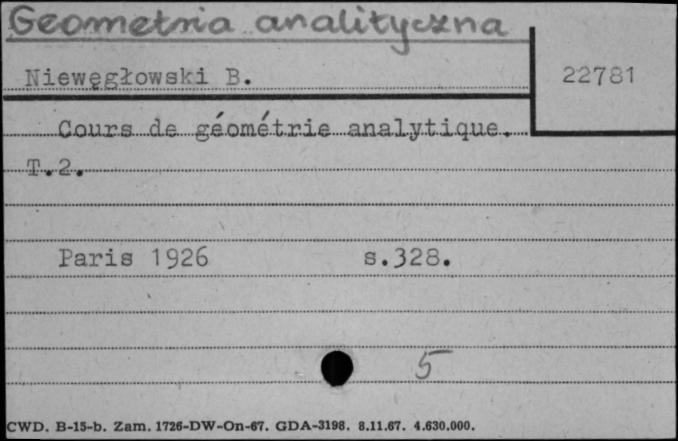 Geometria analityczna
Niewęgłowski B.
22781
Cours de géométrie analytique.
T.2.
Paris 1926 s.328.
5
CWD. B-15-b. Zam. 1726-DW-On-67. GDA-3198. 8.11.67. 4.630.000.